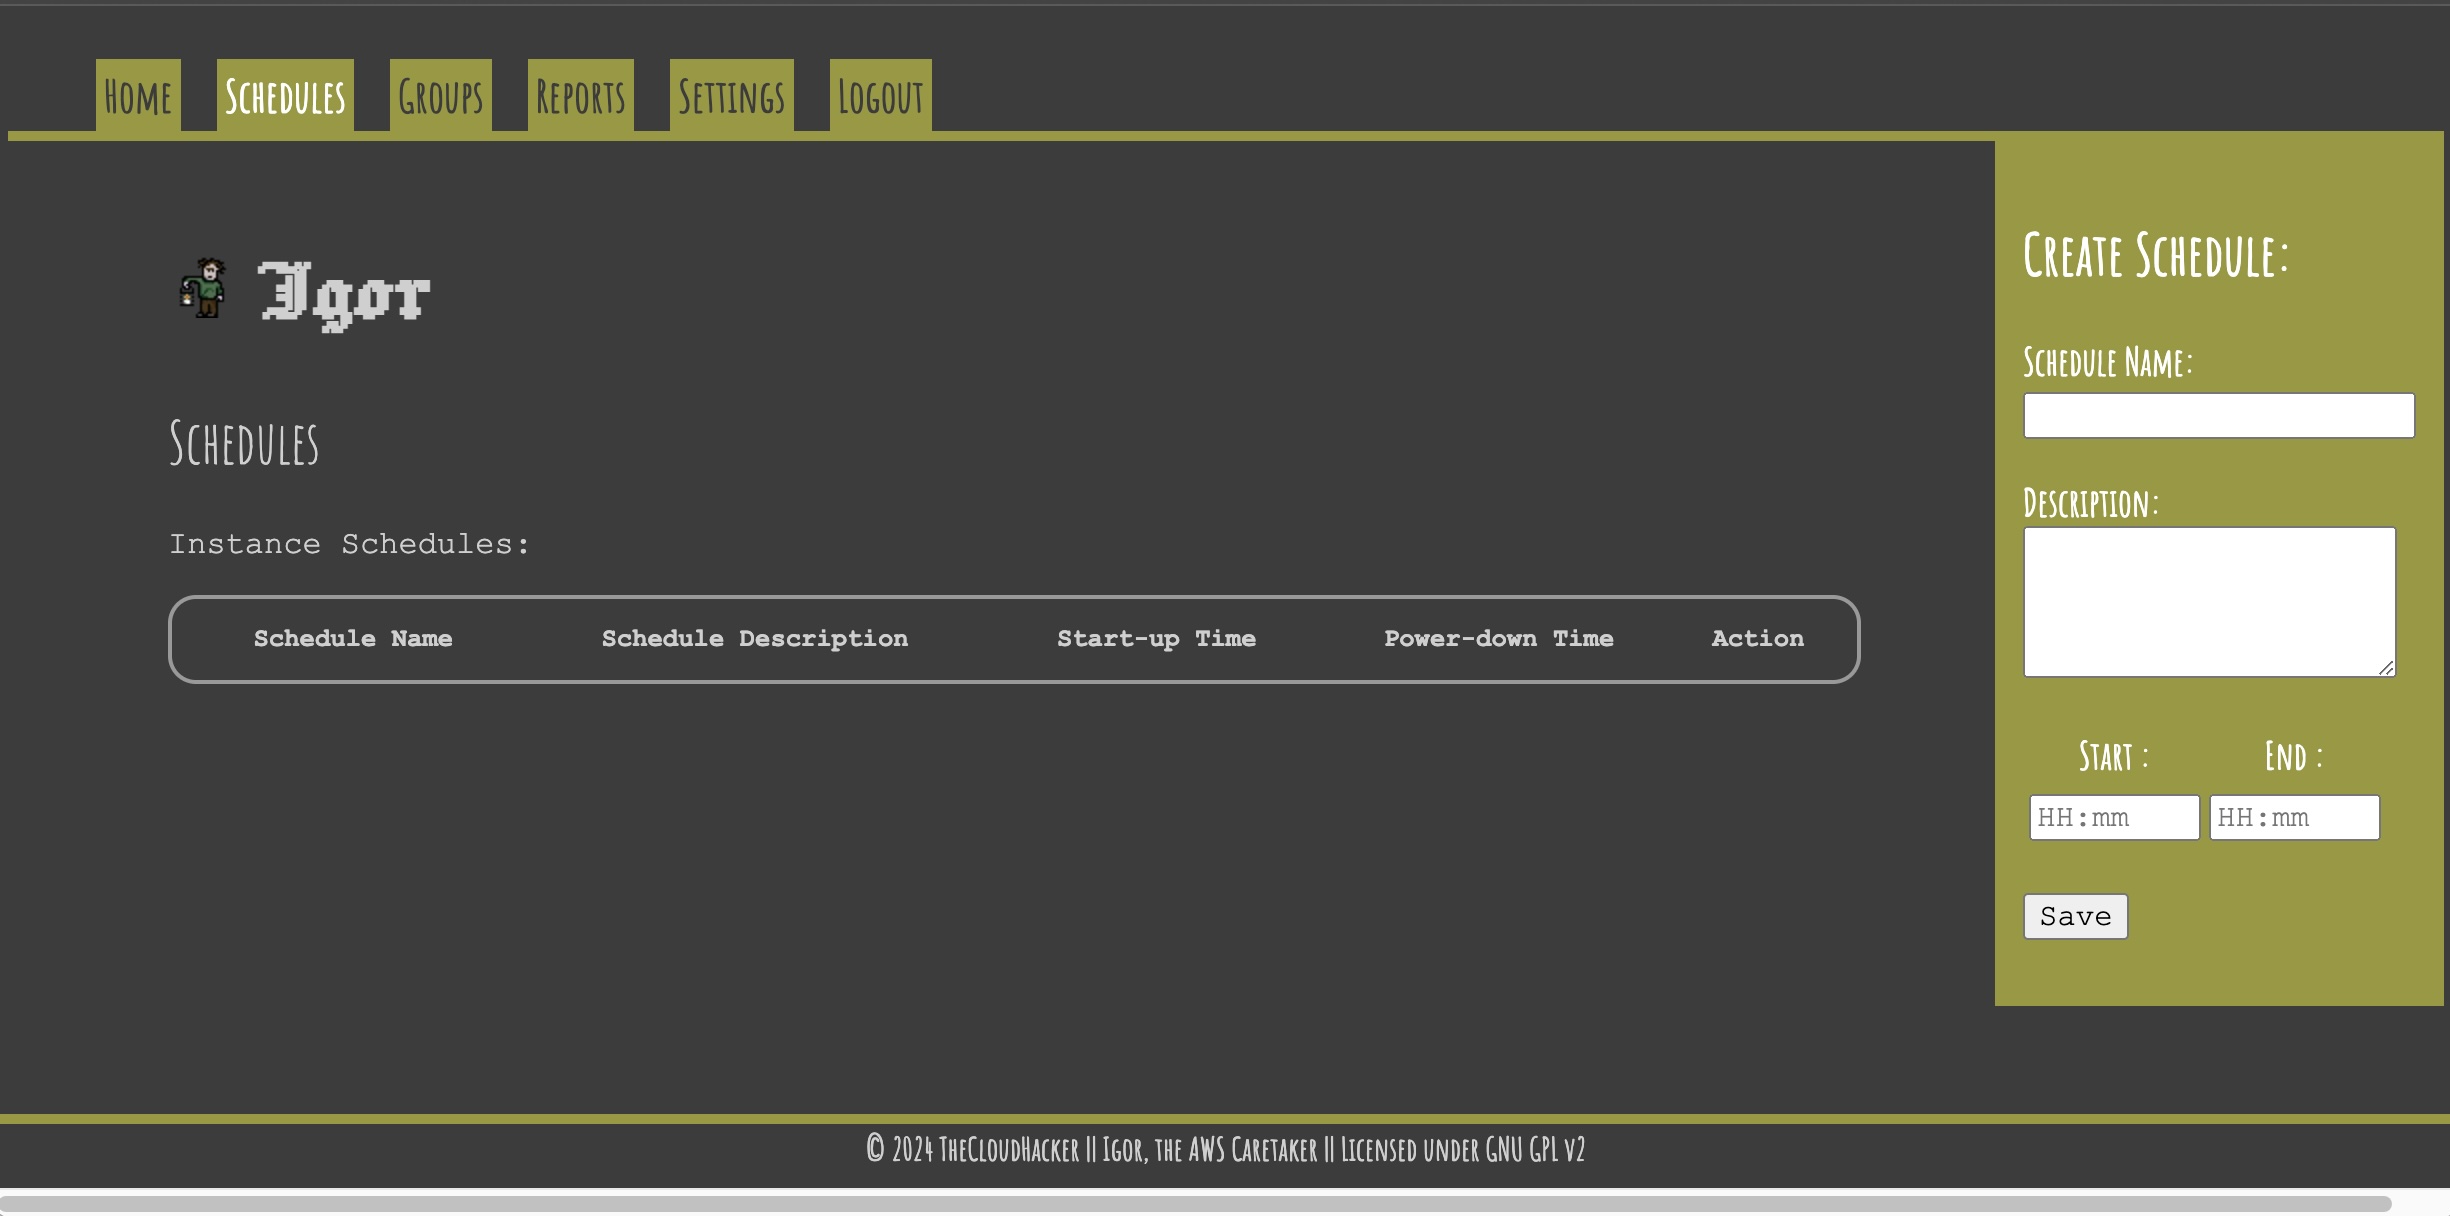 Home Schedules Groups Reports Settings Logout
Igor
Schedules
Instance Schedules:
Schedule Name Schedule Description Start-up Time Power-down Time Action
Create Schedule:
Schedule Name:
Description:
Start : End :
HH:mm HH:mm
Save
© 2024 TheCloudHacker || Igor, the AWS Caretaker || Licensed under GNU GPL v2